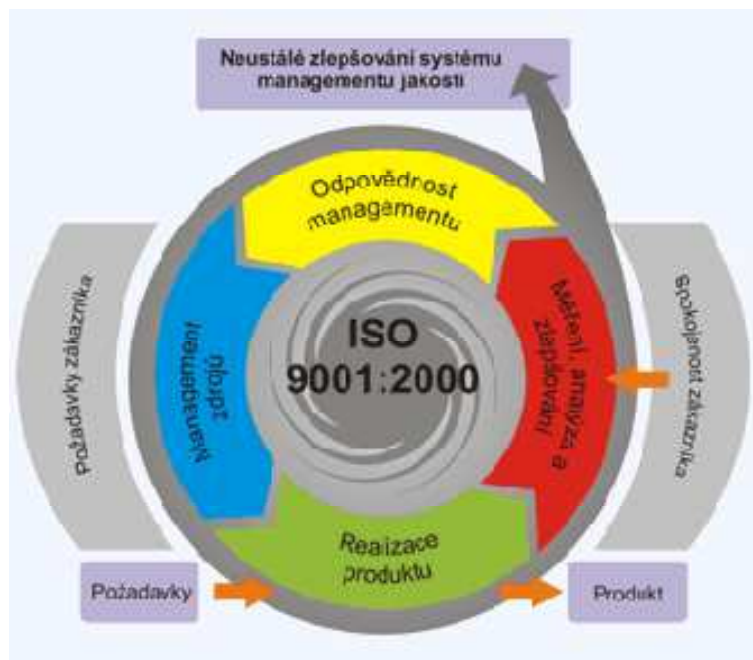 Neustálé zlepšování systému
managementu jakosti
Odpovědnost
managementu
Požadavky zákazníka
Management
zdrojů
ISO
9001:2000
Měření, analýza a
zlepšování
Spokojenost zákazníka
Realizace
produktu
Požadavky
Produkt